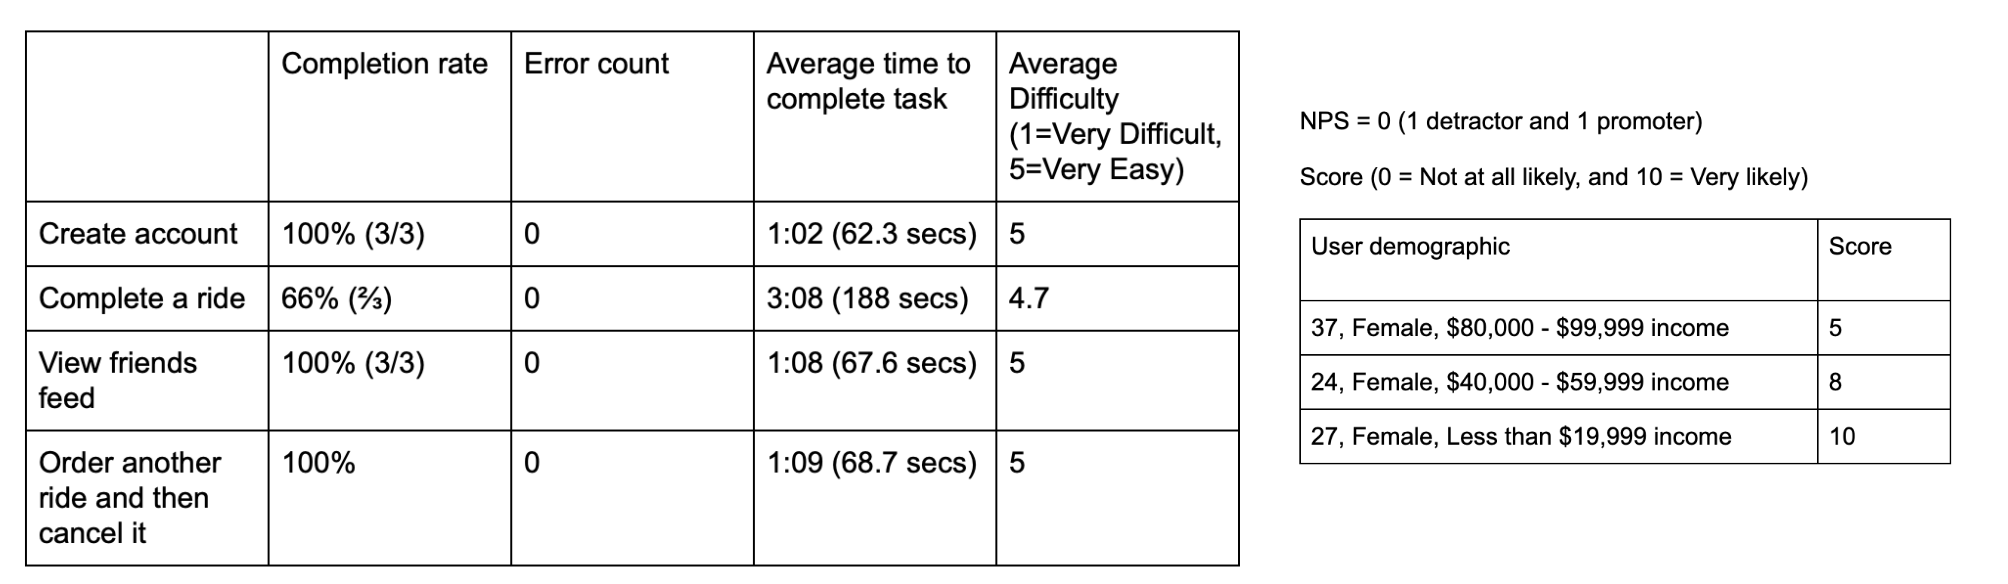 Completion rate
Error count
Average time to
complete task
Average
Difficulty
(1=Very Difficult,
5=Very Easy)
Create account
100% (3/3)
0
1:02 (62.3 secs)
5
Complete a ride
66% (⅔)
0
3:08 (188 secs)
4.7
View friends
feed
100% (3/3)
0
1:08 (67.6 secs)
5
Order another
ride and then
cancel it
100%
0
1:09 (68.7 secs)
5
NPS = 0 (1 detractor and 1 promoter)
Score (0 = Not at all likely, and 10 = Very likely)
User demographic
Score
37, Female, $80,000 - $99,999 income
5
24, Female, $40,000 - $59,999 income
8
27, Female, Less than $19,999 income
10